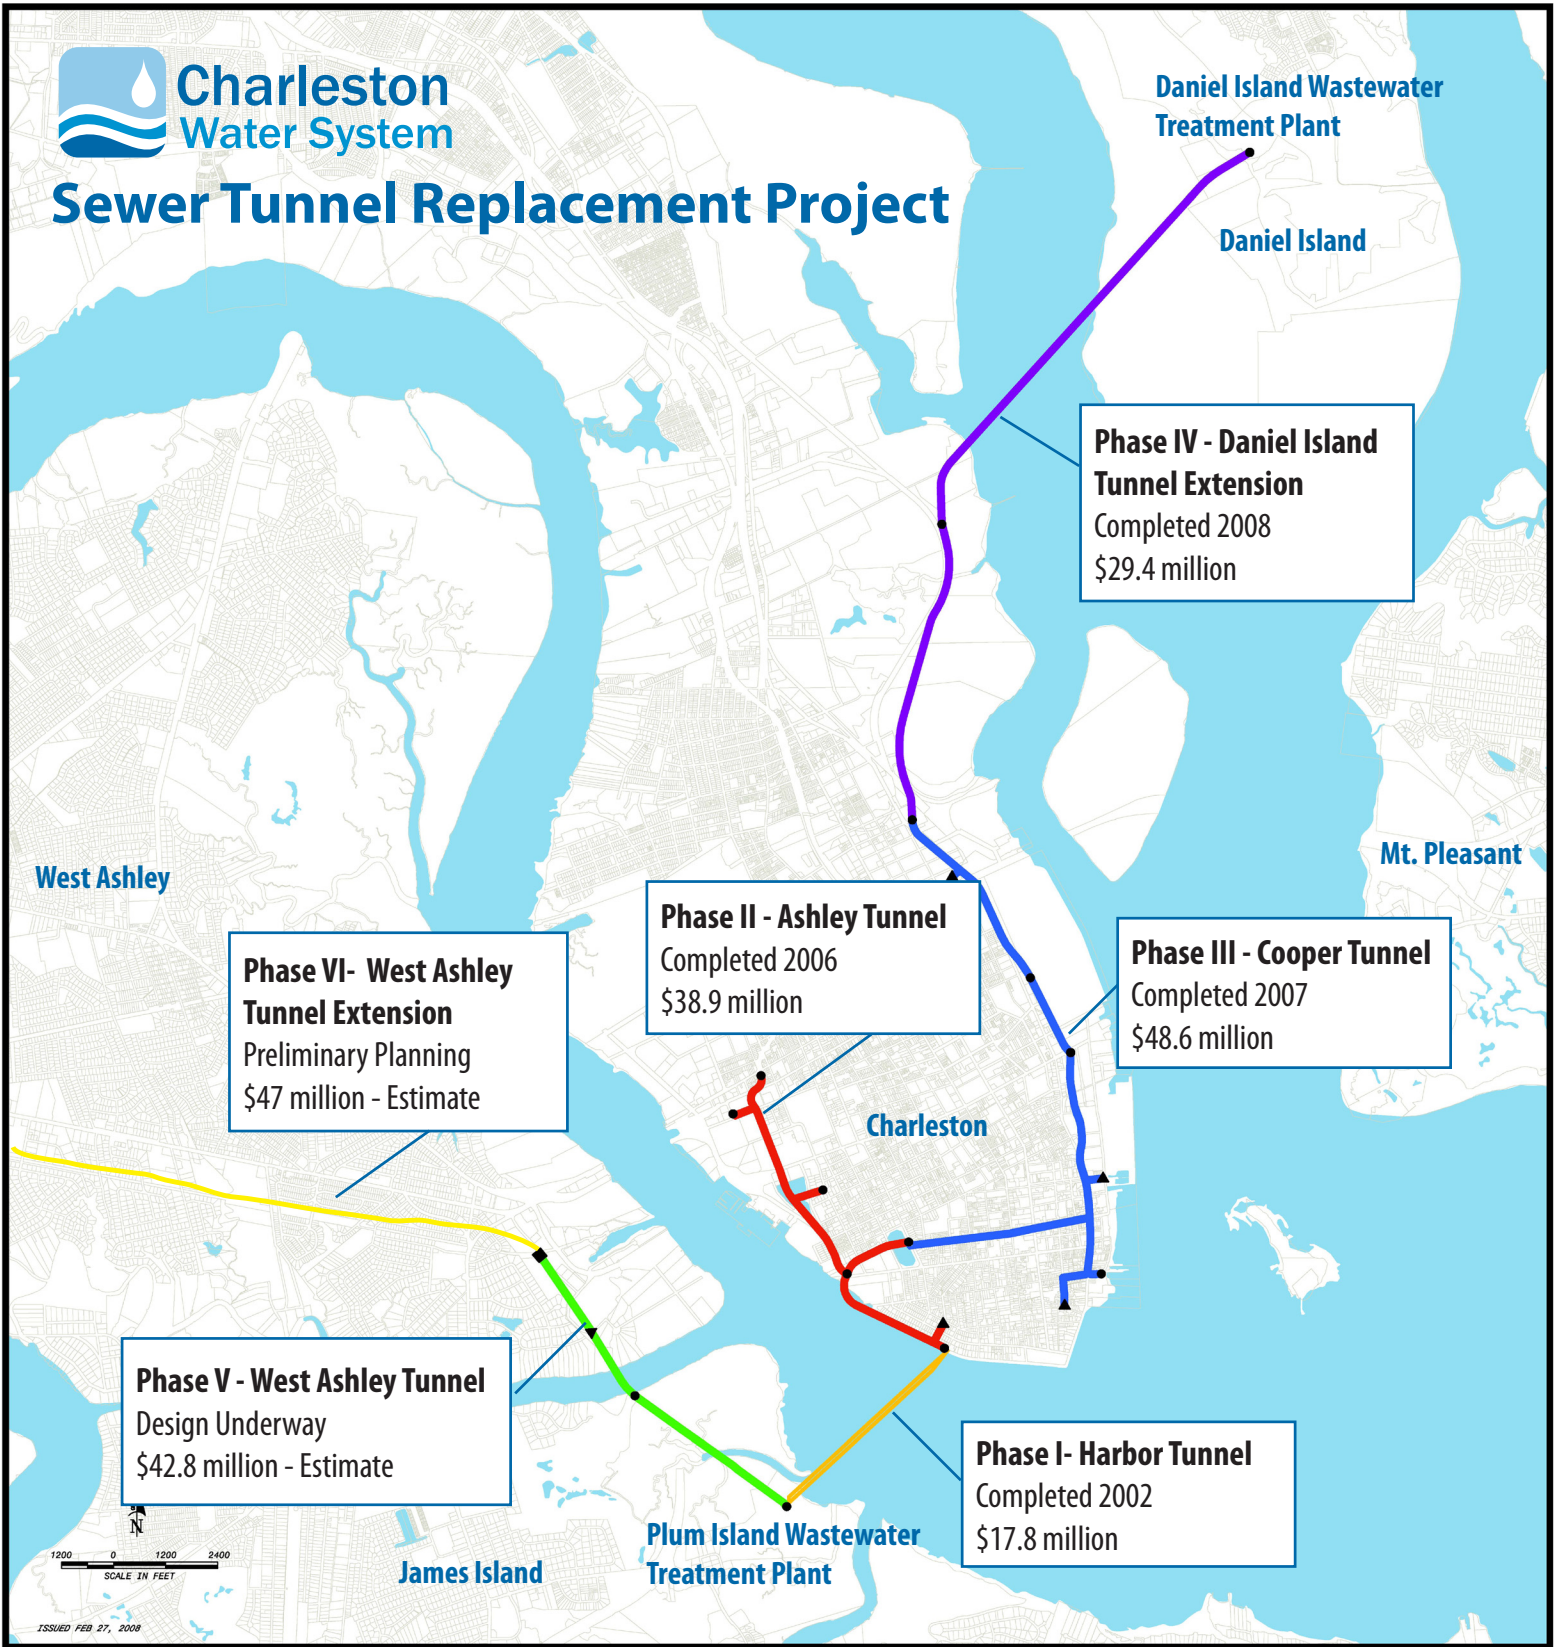 Charleston
Water System
Sewer Tunnel Replacement Project
Daniel Island Wastewater
Treatment Plant
Daniel Island
Phase IV - Daniel Island
Tunnel Extension
Completed 2008
$29.4 million
Mt. Pleasant
West Ashley
Phase II - Ashley Tunnel
Completed 2006
$38.9 million
Phase III - Cooper Tunnel
Completed 2007
$48.6 million
Phase VI- West Ashley
Tunnel Extension
Preliminary Planning
$47 million - Estimate
Charleston
Phase V - West Ashley Tunnel
Design Underway
$42.8 million - Estimate
Phase I- Harbor Tunnel
Completed 2002
$17.8 million
Plum Island Wastewater
Treatment Plant
James Island
N
1200 0 1200 2400
SCALE IN FEET
ISSUED FEB 27, 2008